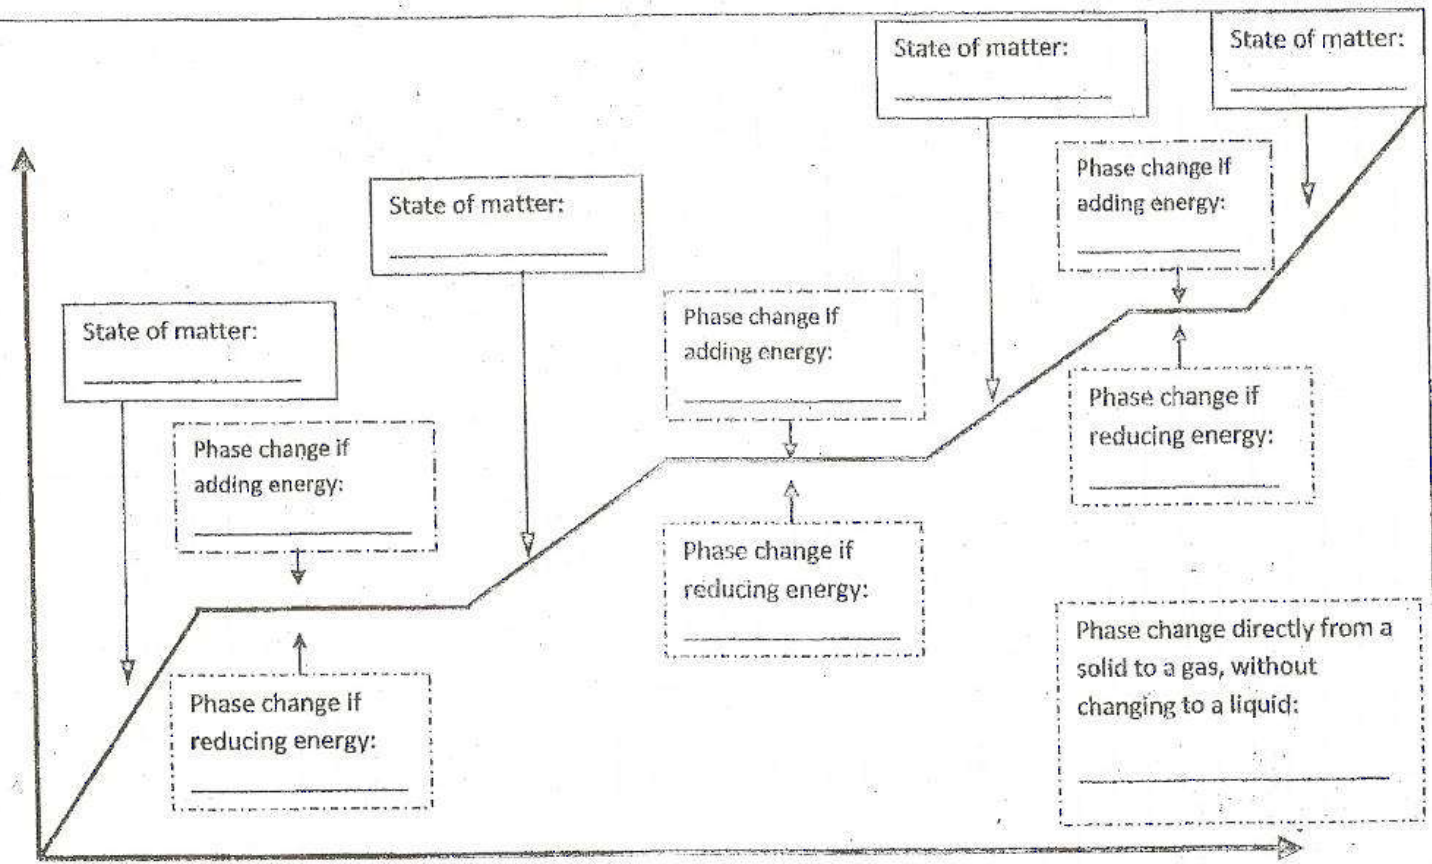 State of matter:
State of matter:
Phase change if
adding energy:
State of matter:
Phase change if
adding energy:
State of matter:
Phase change if
reducing energy:
Phase change if
adding energy:
Phase change if
reducing energy:
Phase change directly from a
solid to a gas, without
changing to a liquid:
Phase change if
reducing energy: